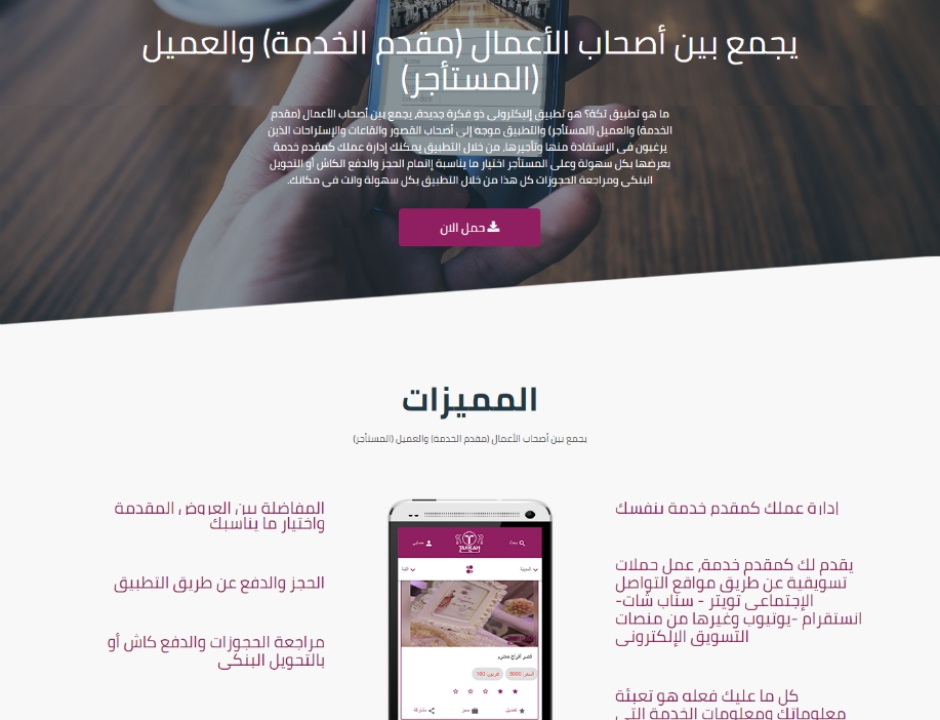 يجمع بين أصحاب الأعمال (مقدم الخدمة) والعميل
(المستأجر)
ما هو تطبيق تكة؟ هو تطبيق إليكترونى ذو فكرة جديدة, يجمع بين أصحاب الأعمال (مقدم
الخدمة) والعميل (المستأجر) والتطبيق موجه إلى أصحاب القصور والقاعات والإستراحات الذين
يرغبون فى الإستفادة منها وتأجيرها, من خلال التطبيق يمكنك إدارة عملك كمقدم خدمة
بعرضها بكل سهولة وعلى المستأجر اختيار ما يناسبة إتمام الحجز والدفع الكاش أو التحويل
البنكى ومراجعة الحجوزات كل هذا من خلال التطبيق بكل سهولة وانت فى مكانك.
حمل الان
المميزات
يجمع بين أصحاب الأعمال (مقدم الخدمة) والعميل (المستأجر)
ادارة عملك كمقدم خدمة بنفسك
يقدم لك كمقدم خدمة, عمل حملات
تسويقية عن طريق مواقع التواصل
الإجتماعى تويتر - سناب شات-
انستقرام -يوتيوب وغيرها من منصات
التسويق الإلكترونى
كل ما عليك فعله هو تعبئة
معلوماتك ومعلومات الخدمة التى
المفاضلة بين العروض المقدمة
واختيار ما يناسبك
الحجز والدفع عن طريق التطبيق
مراجعة الحجوزات والدفع كاش أو
بالتحويل البنكى
بحث
حسابى
المدينة